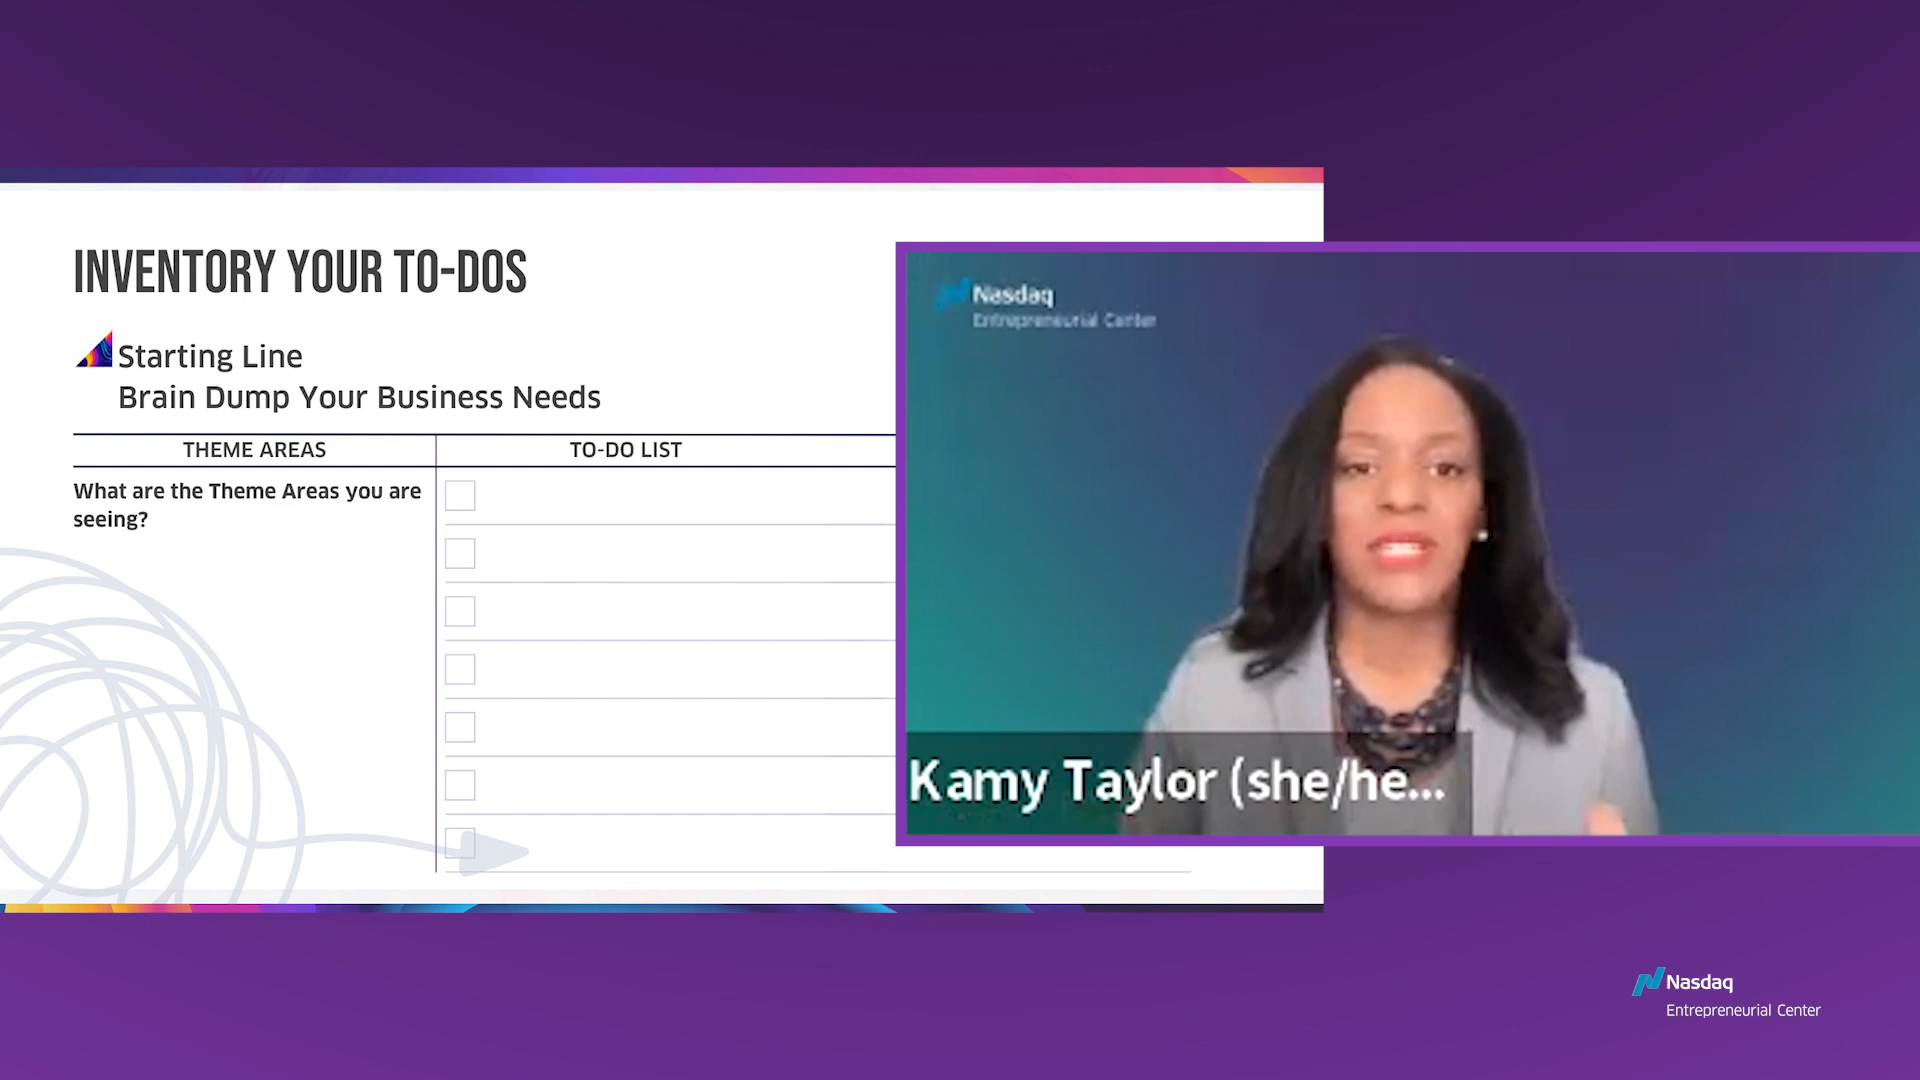 INVENTORY YOUR TO-DOS
Starting Line
Brain Dump Your Business Needs
THEME AREAS
TO-DO LIST
What are the Theme Areas you are
seeing?
Nasdaq
Entrepreneurial Center
Kamy Taylor (she/he...
Nasdaq
Entrepreneurial Center